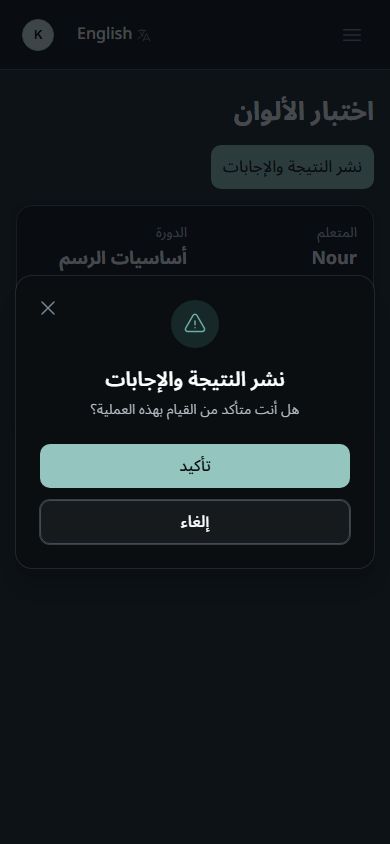 K
English
اختبار الألوان
نشر النتيجة والإجابات
المتعلم
الدورة
Nour
أساسيات الرسم
نشر النتيجة والإجابات
هل أنت متأكد من القيام بهذه العملية؟
تأكيد
إلغاء